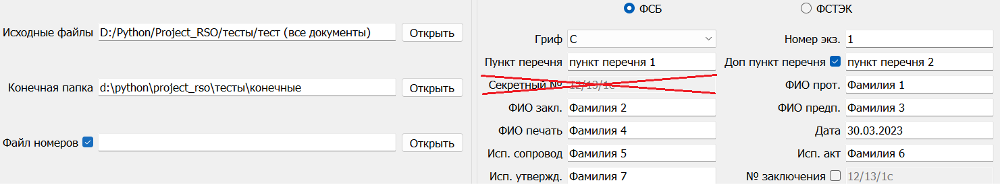 ФСБ ФСТЭК
Исходные файлы D:/Python/Project_RSO/тесты/тест (все документы) Открыть
Конечная папка d:\python\project_rso\тесты\конечные Открыть
Файл номеров Открыть
Гриф С Номер экз. 1
Пункт перечня пункт перечня 1 Доп пункт перечня пункт перечня 2
Секретный № 12/13/1с ФИО прот. Фамилия 1
ФИО закл. Фамилия 2 ФИО предп. Фамилия 3
ФИО печать Фамилия 4 Дата 30.03.2023
Исп. сопровод Фамилия 5 Исп. акт Фамилия 6
Исп. утвержд. Фамилия 7 № заключения 12/13/1с